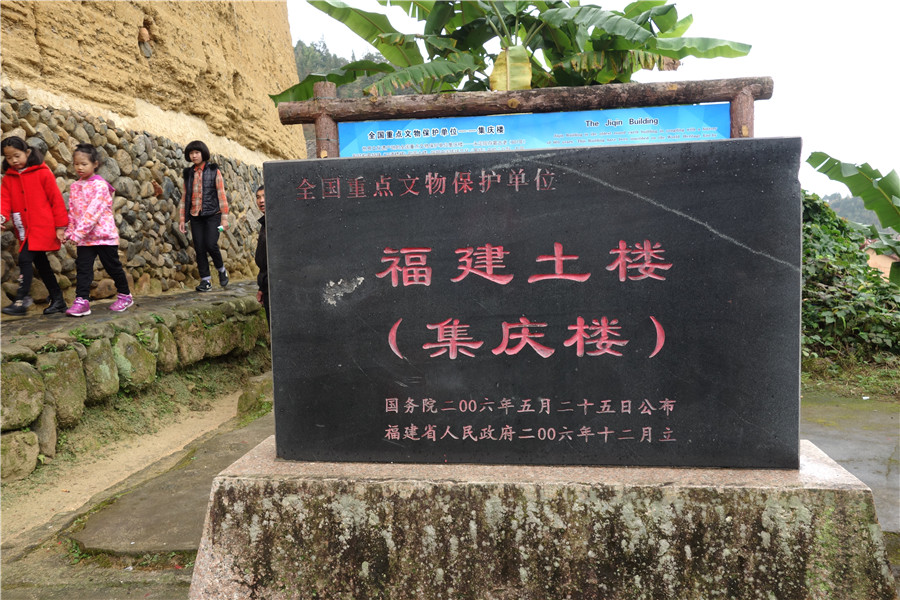 全国重点文物保护单位——集庆楼
The Jiqin Building
全国重点文物保护单位
福建土楼
（集庆楼）
国务院二00六年五月二十五日公布
福建省人民政府二00六年十二月立